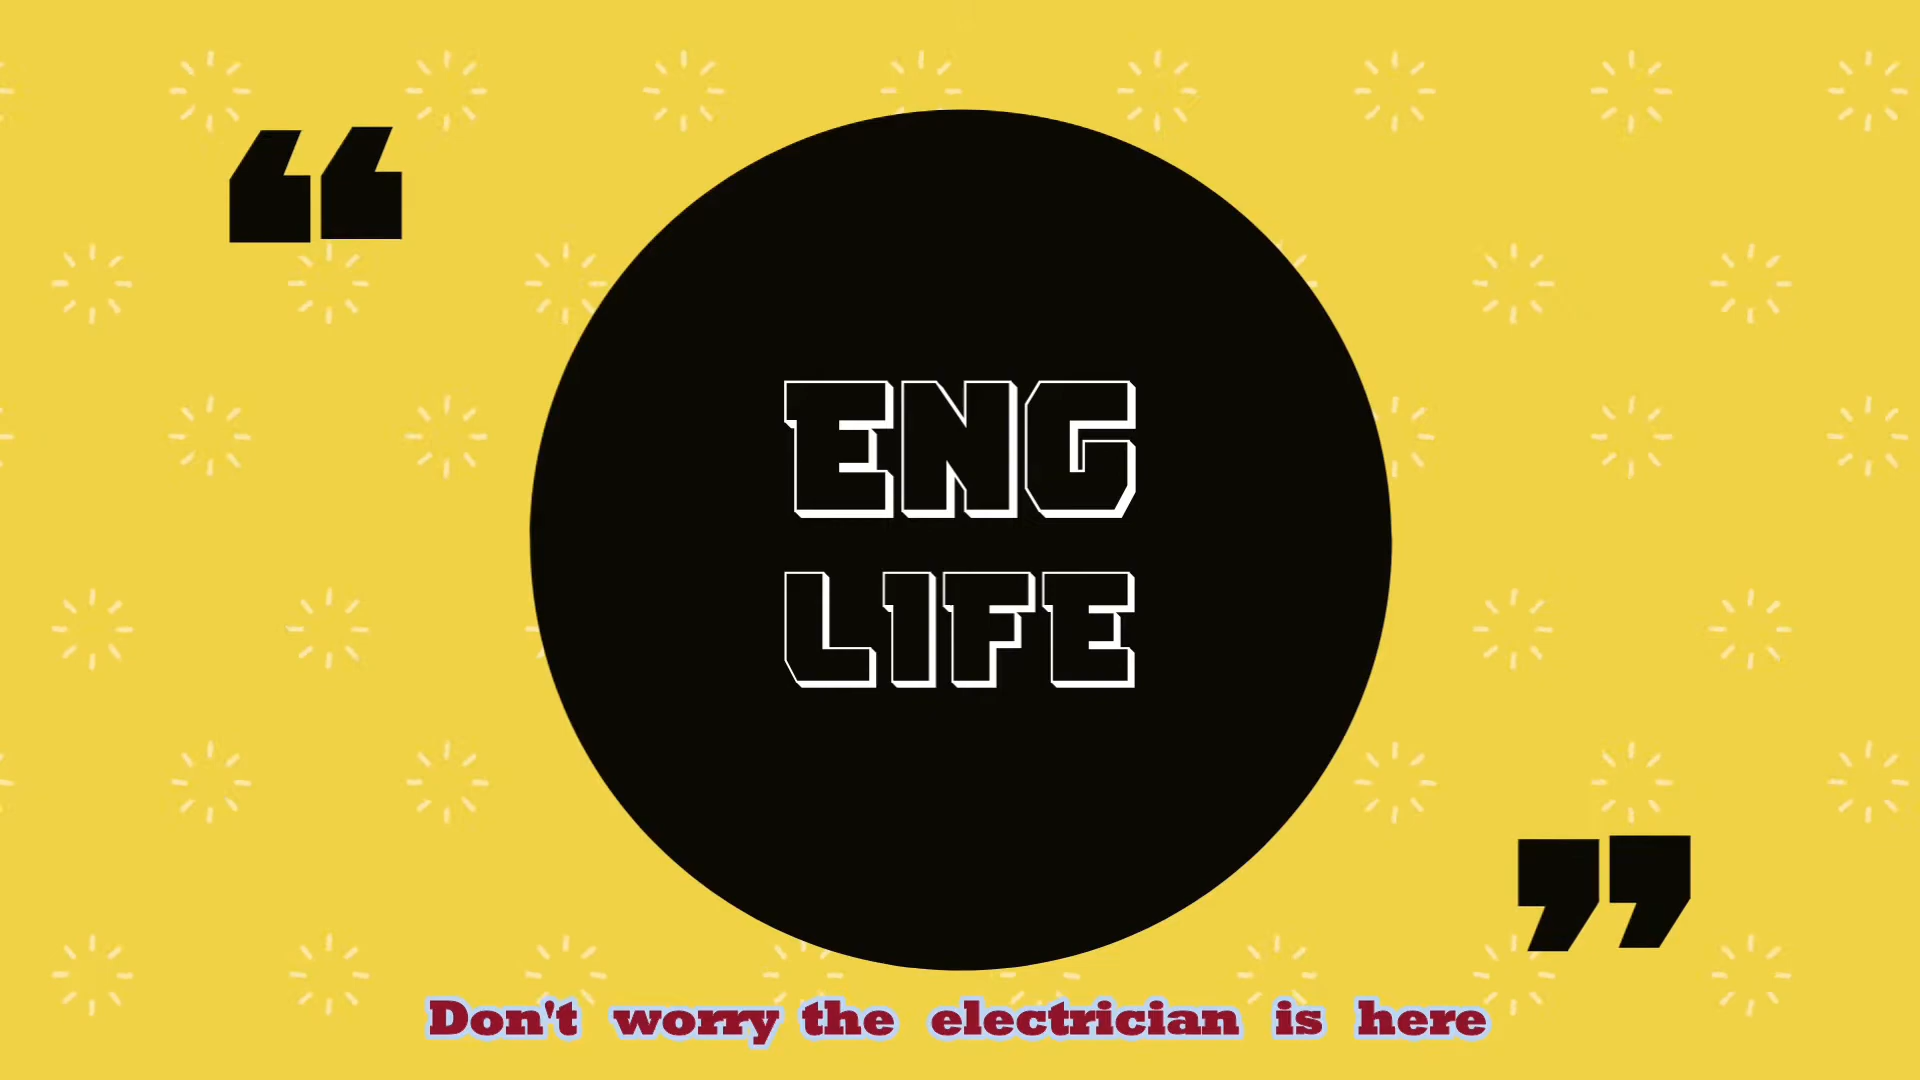 “
ENG
LIFE
”
Don't worry the electrician is here